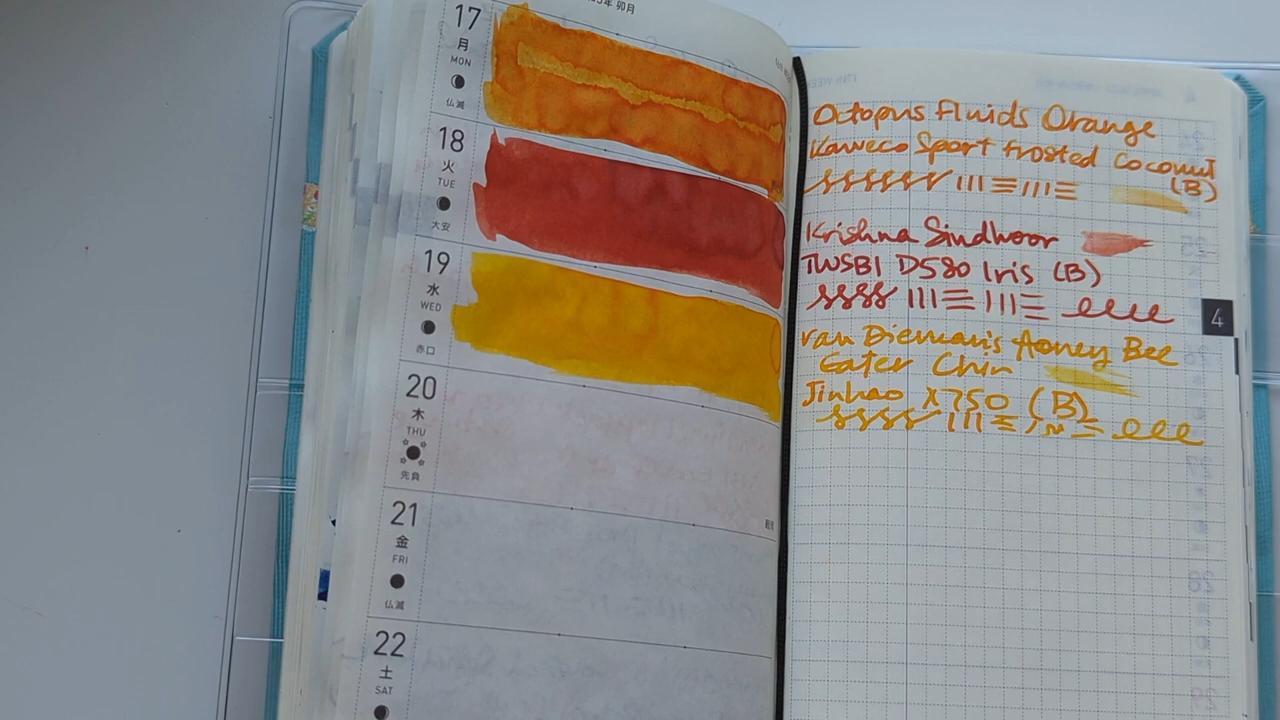 卯月
17
月
MON
仏滅
18
火
TUE
大安
19
水
WED
赤口
20
木
THU
先負
21
金
FRI
仏滅
22
土
SAT
Octopus Fluids Orange
Kaweco Sport frosted Coconut
(B)
Krishna Sindhoor
TWSBI D580 Iris (B)
Van Dieman's Honey Bee
Eater Chin
Jinhao X750 (B)
4